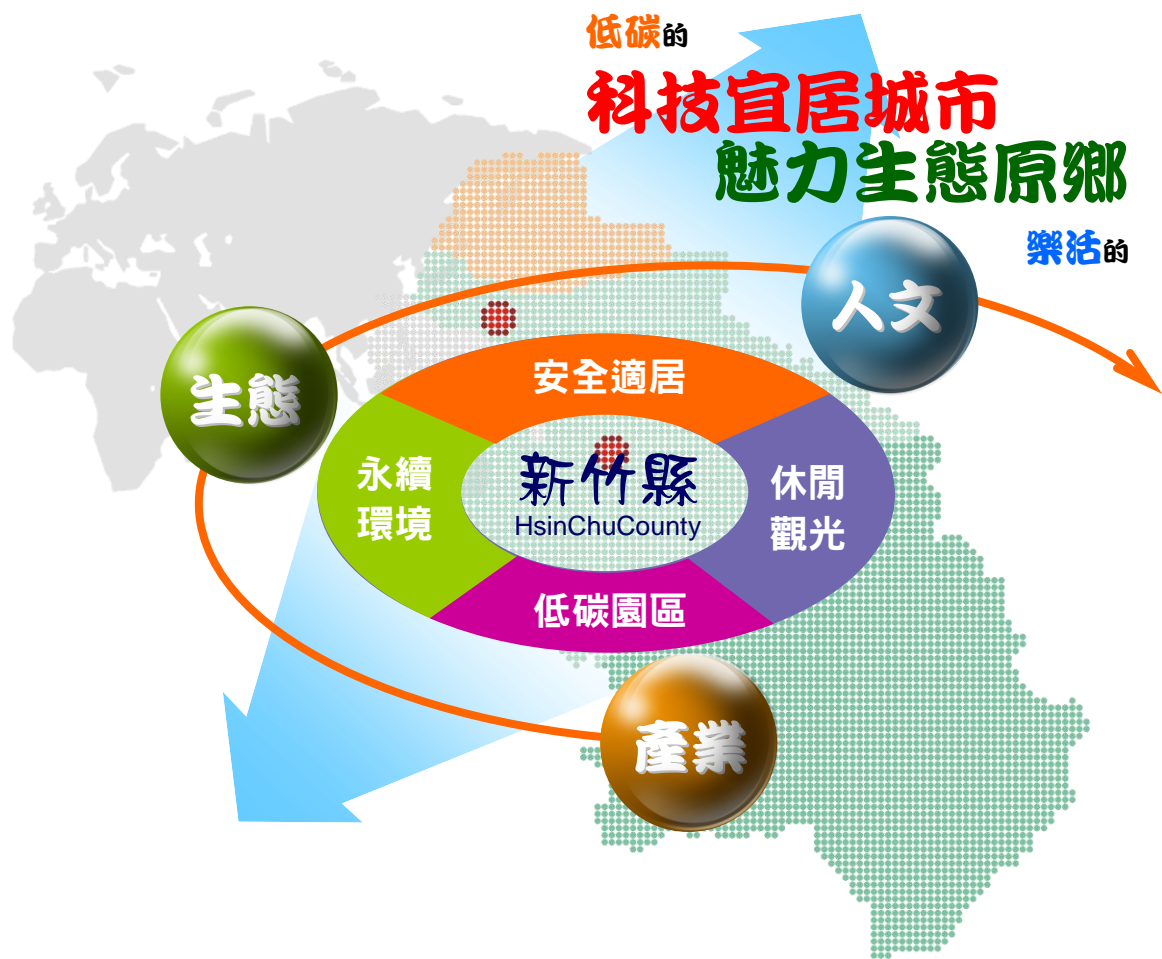 低碳的
科技宜居城市
魅力生態原鄉
樂活的
人文
生態
安全適居
永續
環境
新竹縣
HsinChuCounty
休閒
觀光
低碳園區
產業